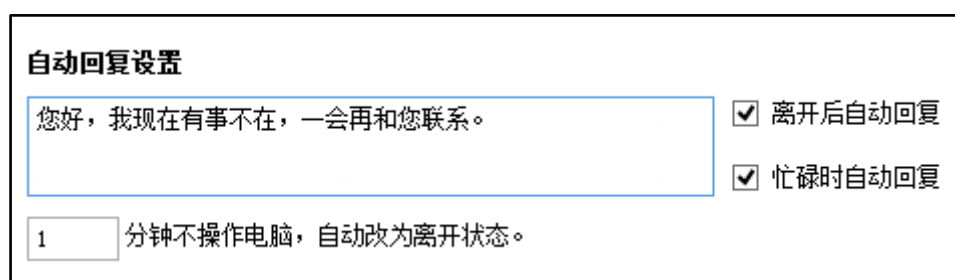 自动回复设置
您好，我现在有事不在，一会再和您联系。
离开后自动回复
忙碌时自动回复
1 分钟不操作电脑，自动改为离开状态。